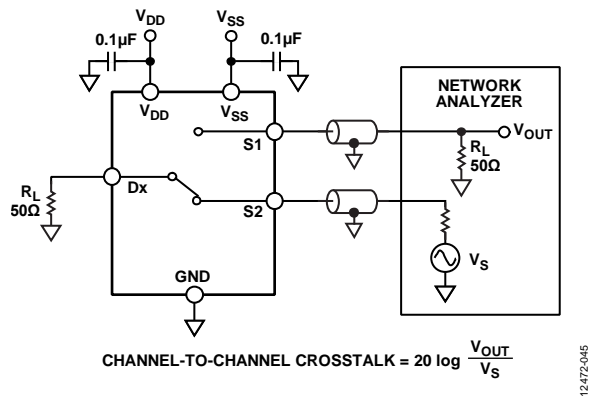 VDD
VSS
0.1µF
0.1µF
VDD
VSS
NETWORK
ANALYZER
S1
VOUT
RL
50Ω
RL
50Ω
Dx
S2
VS
GND
CHANNEL-TO-CHANNEL CROSSTALK = 20 log VOUT
VS
12472-045